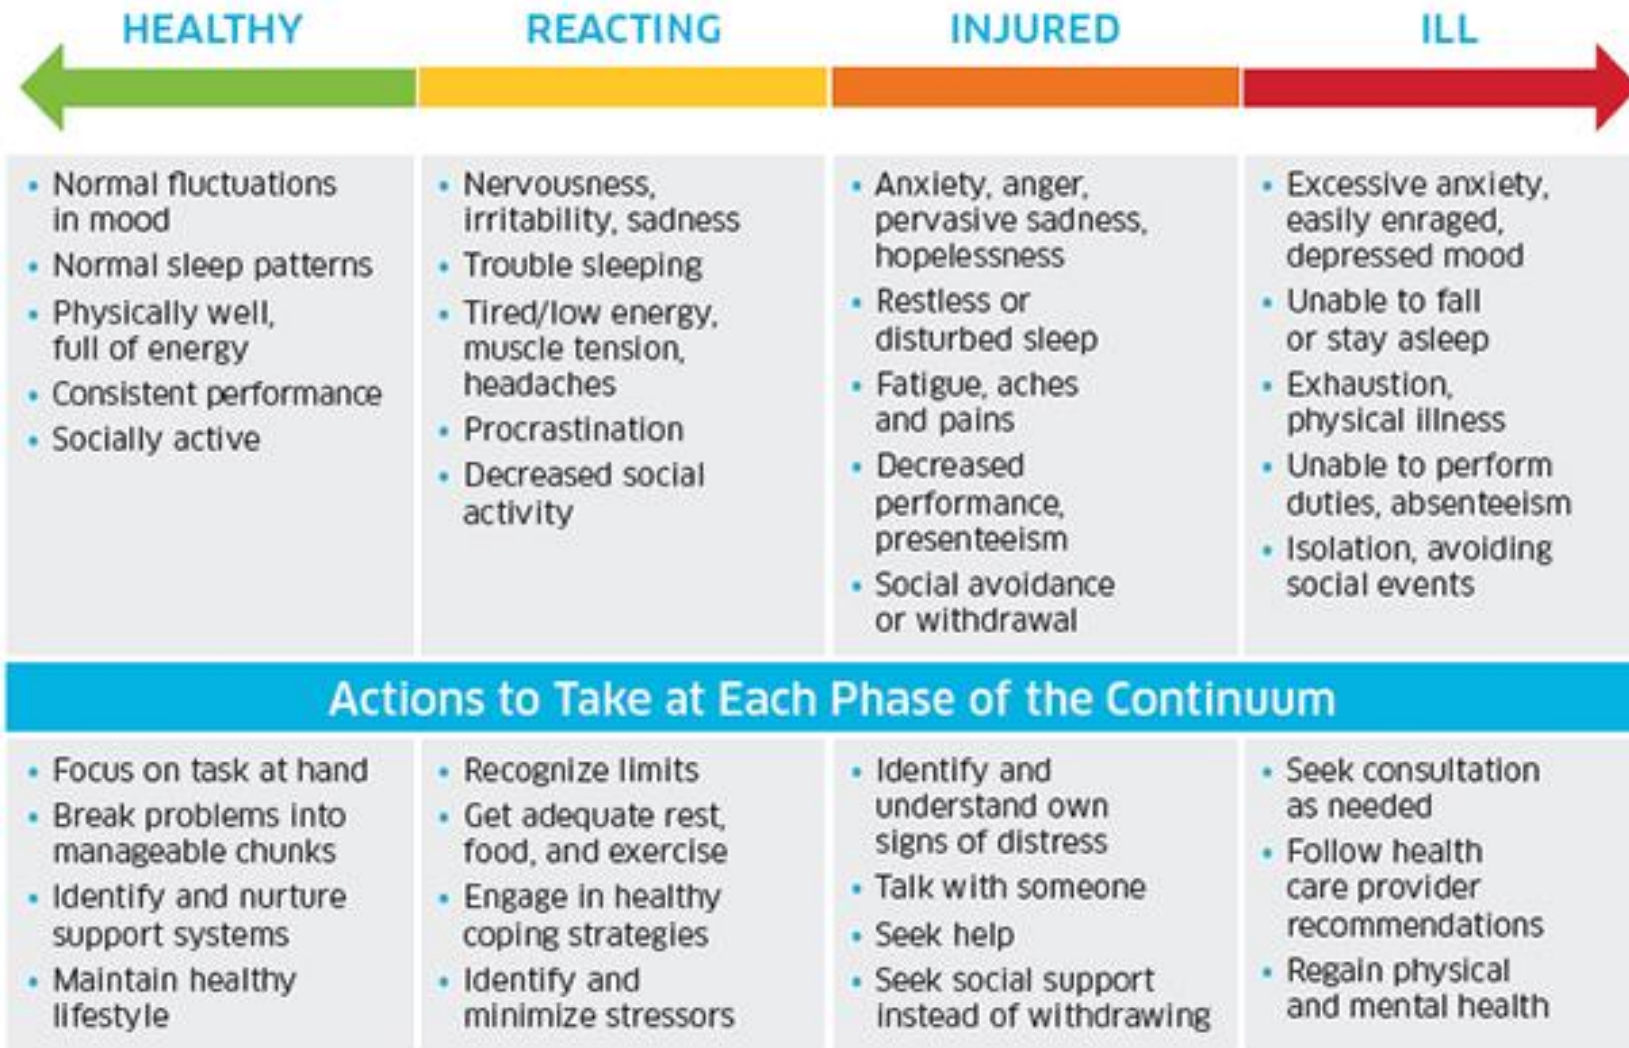 HEALTHY
REACTING
INJURED
ILL
• Normal fluctuations
in mood
• Normal sleep patterns
• Physically well,
full of energy
• Consistent performance
• Socially active
• Nervousness,
irritability, sadness
• Trouble sleeping
• Tired/low energy,
muscle tension,
headaches
• Procrastination
• Decreased social
activity
• Anxiety, anger,
pervasive sadness,
hopelessness
• Restless or
disturbed sleep
• Fatigue, aches
and pains
• Decreased
performance,
presenteeism
• Social avoidance
or withdrawal
• Excessive anxiety,
easily enraged,
depressed mood
• Unable to fall
or stay asleep
• Exhaustion,
physical illness
• Unable to perform
duties, absenteeism
• Isolation, avoiding
social events
Actions to Take at Each Phase of the Continuum
• Focus on task at hand
• Break problems into
manageable chunks
• Identify and nurture
support systems
• Maintain healthy
lifestyle
• Recognize limits
• Get adequate rest,
food, and exercise
• Engage in healthy
coping strategies
• Identify and
minimize stressors
• Identify and
understand own
signs of distress
• Talk with someone
• Seek help
• Seek social support
instead of withdrawing
• Seek consultation
as needed
• Follow health
care provider
recommendations
• Regain physical
and mental health